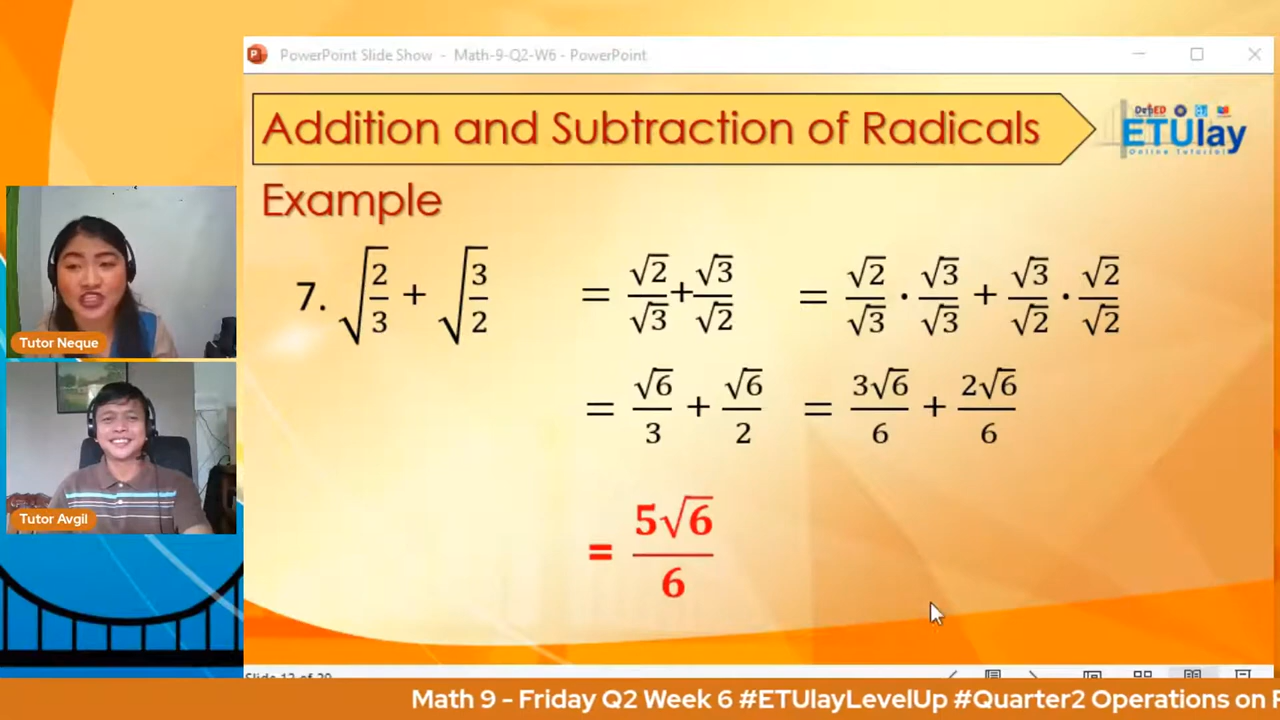 PowerPoint Slide Show - Math-9-Q2-W6 - PowerPoint
Addition and Subtraction of Radicals
DepED
ETUlay
Online Tutorial
Example
7. √(2/3) + √(3/2) = √2/√3 + √3/√2 = √2/√3 · √3/√3 + √3/√2 · √2/√2
= √6/3 + √6/2 = 3√6/6 + 2√6/6
= 5√6/6
Tutor Neque
Tutor Avgil
Math 9 - Friday Q2 Week 6 #ETUlayLevelUp #Quarter2 Operations on